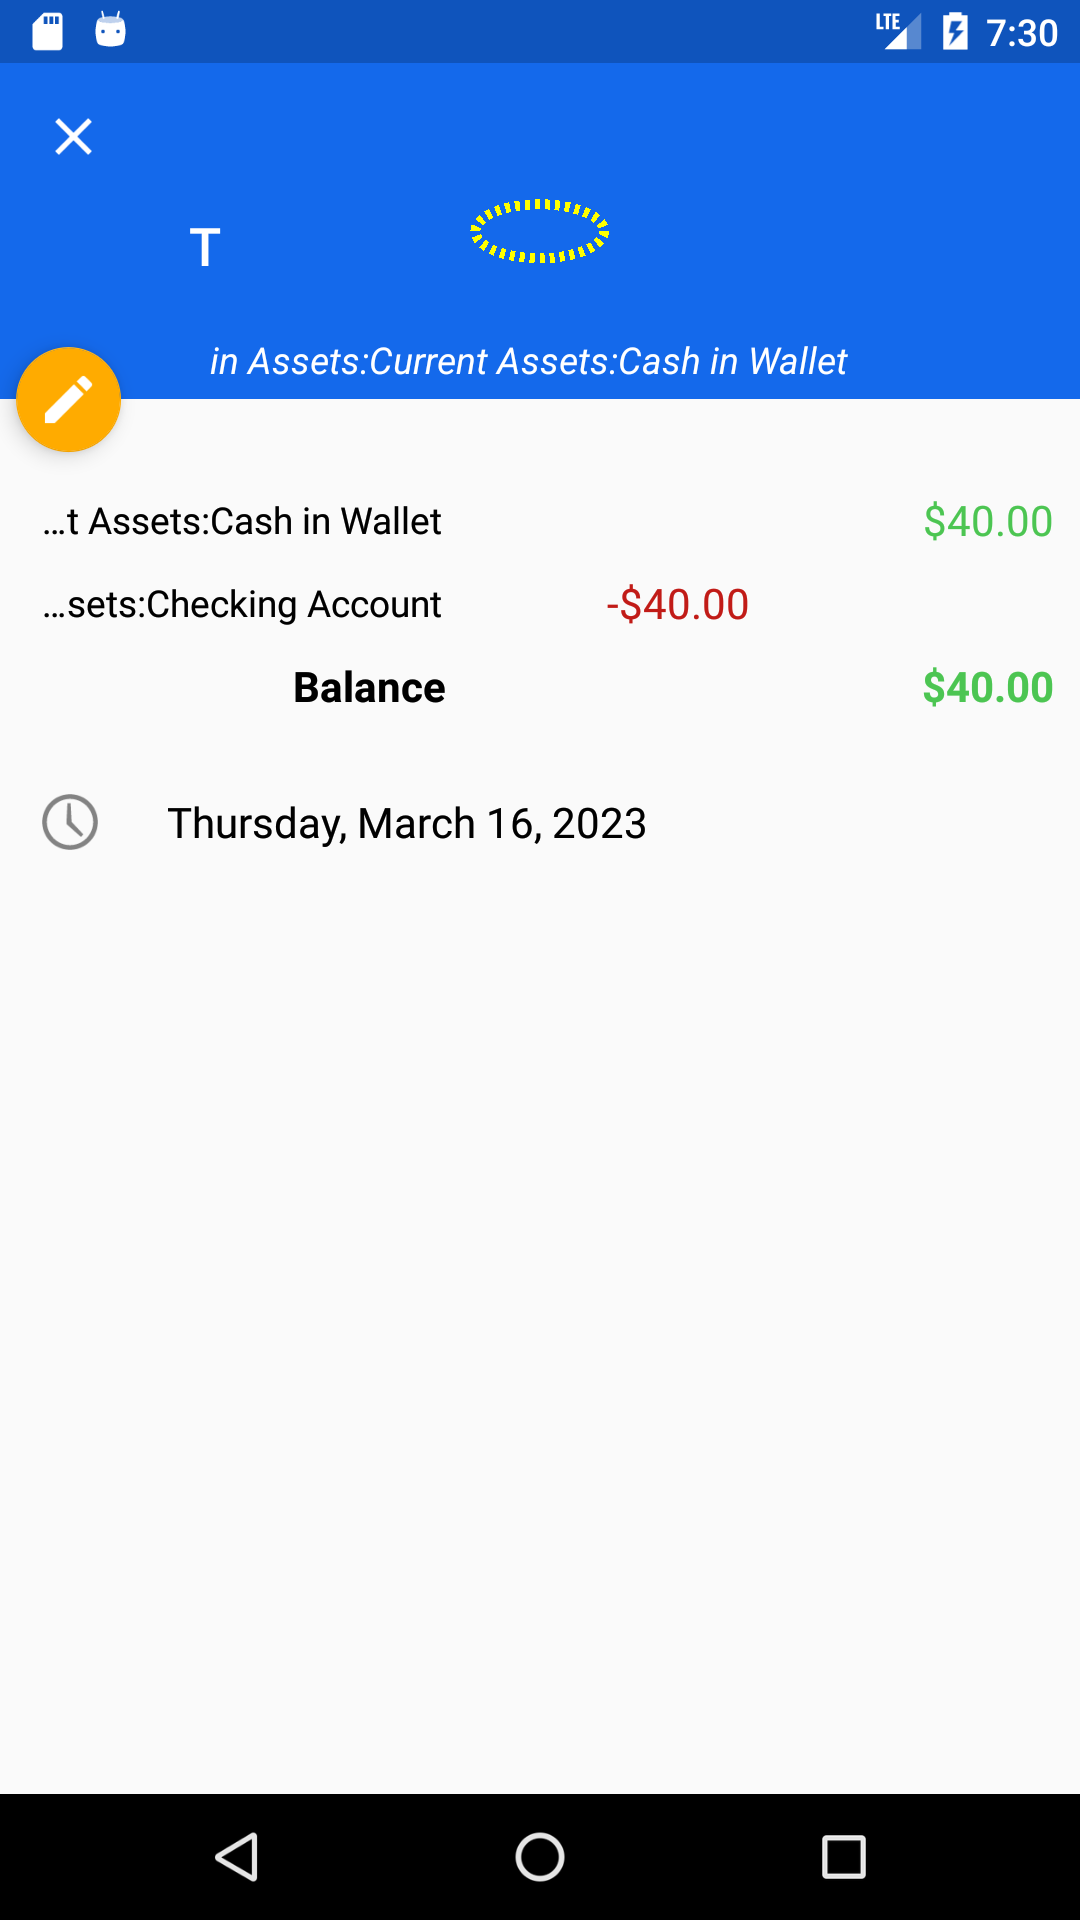 LTE 7:30
T
in Assets:Current Assets:Cash in Wallet
…t Assets:Cash in Wallet $40.00
…sets:Checking Account -$40.00
Balance $40.00
Thursday, March 16, 2023